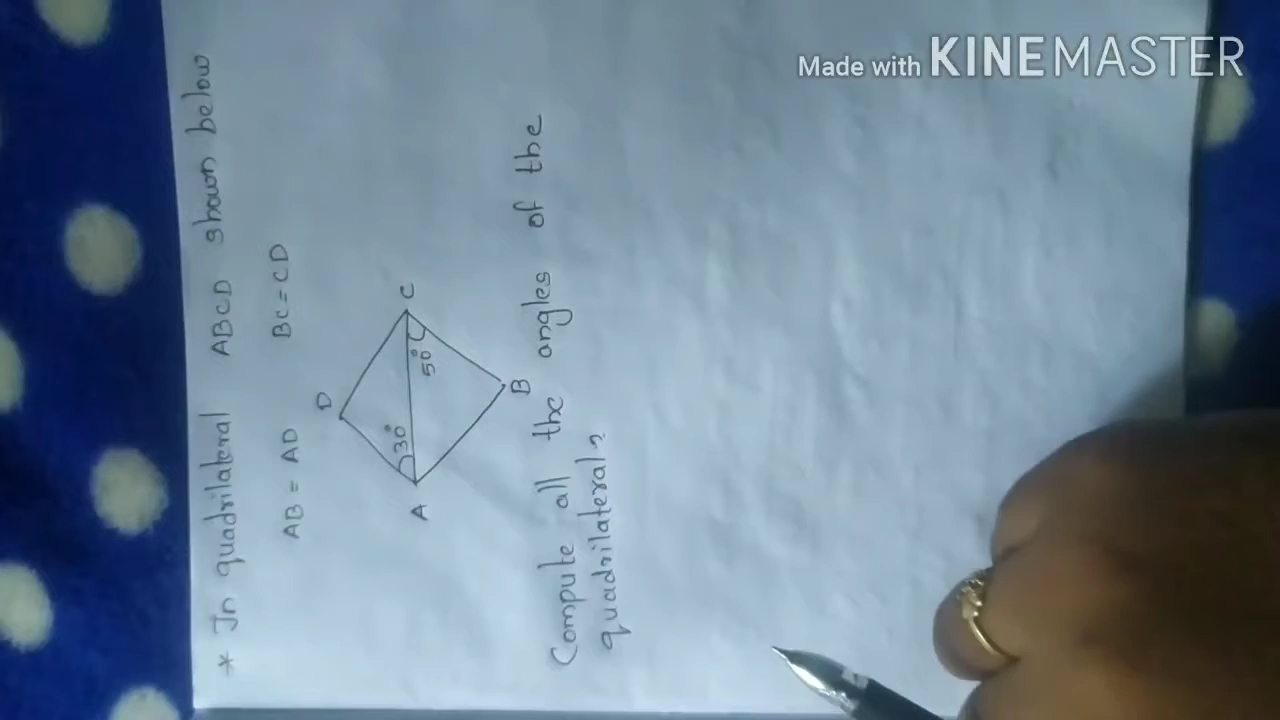 Made with KINEMASTER
* In quadrilateral ABCD shown below
AB = AD BC = CD
D
30°
C
A
50°
B
Compute all the angles of the
quadrilateral?